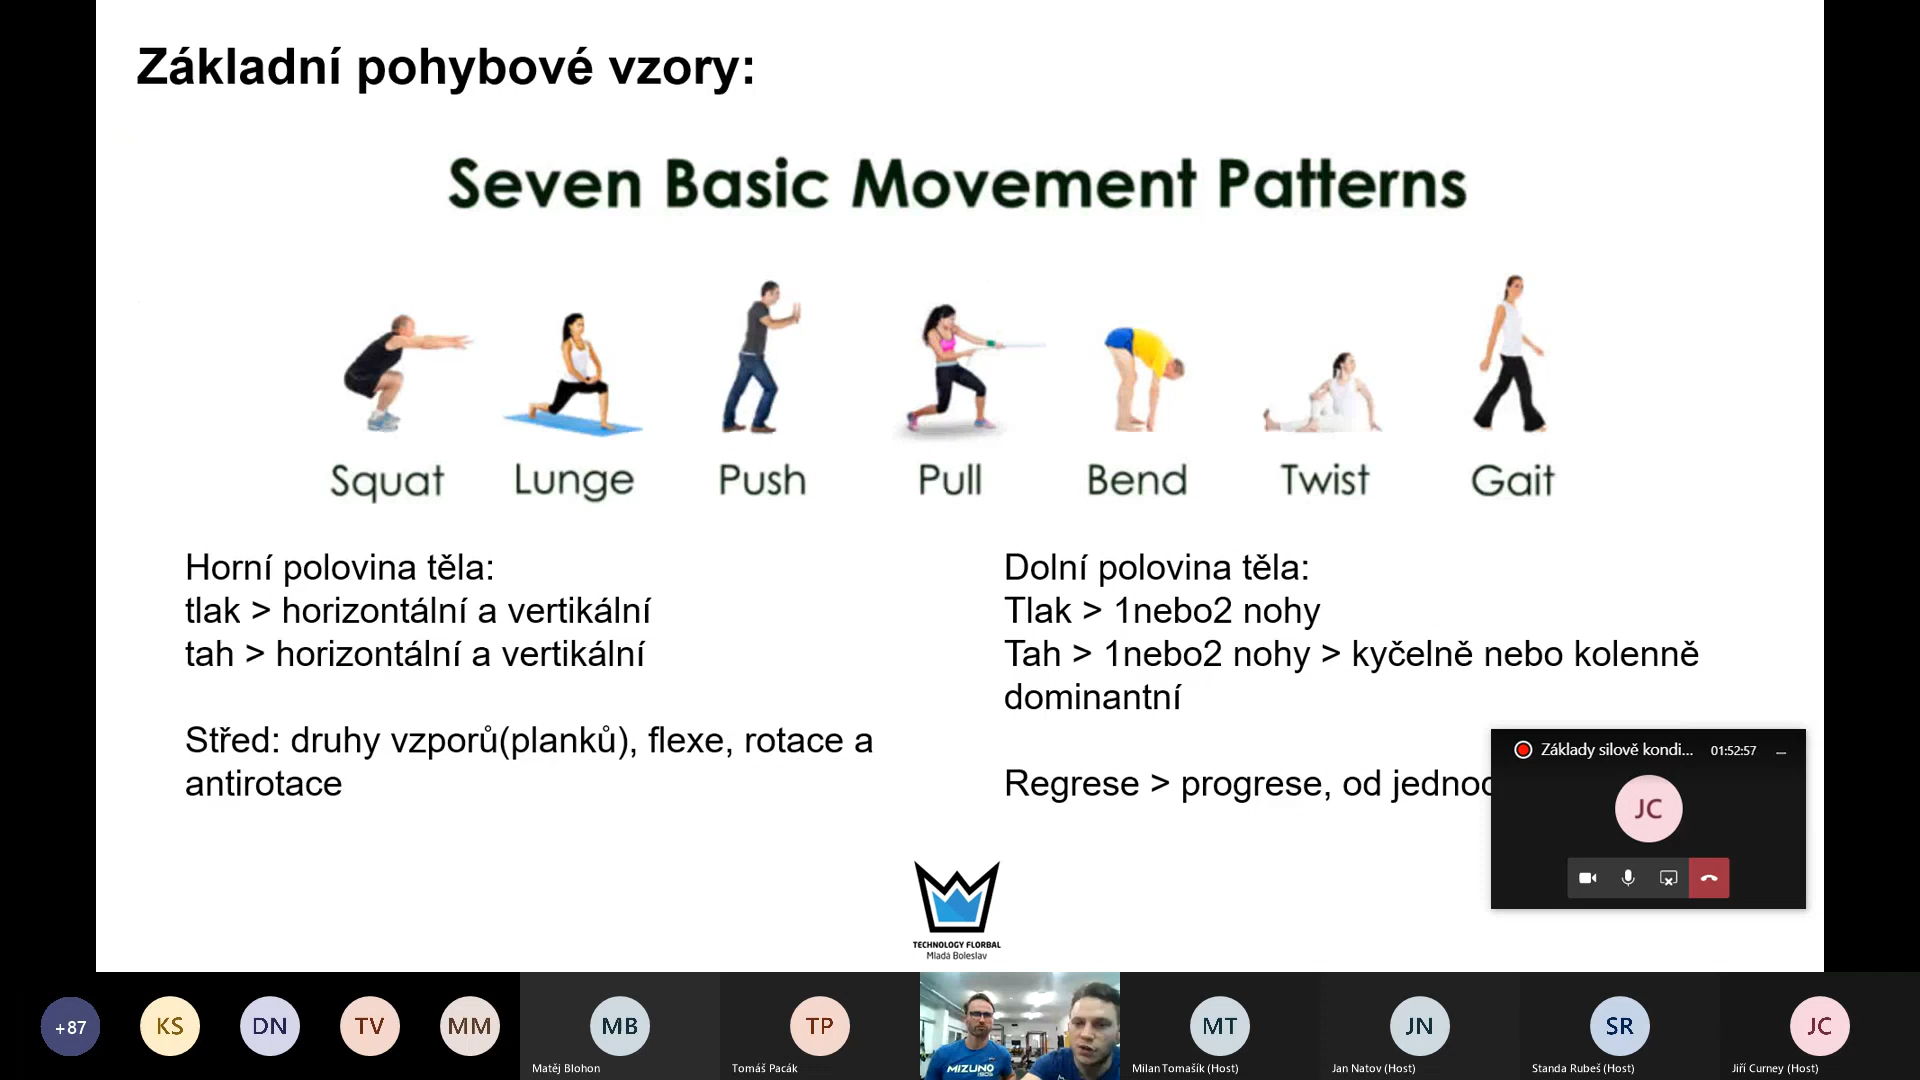 Základní pohybové vzory:
Seven Basic Movement Patterns
Squat Lunge Push Pull Bend Twist Gait
Horní polovina těla:
tlak > horizontální a vertikální
tah > horizontální a vertikální
Střed: druhy vzporů(planků), flexe, rotace a
antirotace
Dolní polovina těla:
Tlak > 1nebo2 nohy
Tah > 1nebo2 nohy > kyčelně nebo kolenně
dominantní
Regrese > progrese, od jednoc
Základy silově kondi... 01:52:57
JC
TECHNOLOGY FLORBAL
Mladá Boleslav
+87 KS DN TV MM MB TP MT JN SR JC
MIZUNO
Matěj Blohon Tomáš Pacák Milan Tomašík (Host) Jan Natov (Host) Standa Rubeš (Host) Jiří Curney (Host)